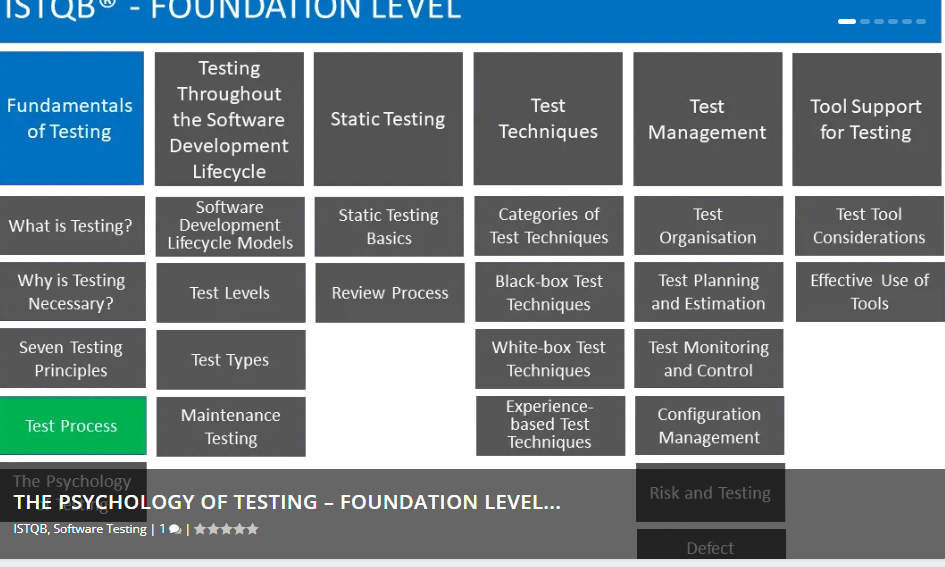 ISTQB® - FOUNDATION LEVEL
Fundamentals
of Testing
Testing
Throughout
the Software
Development
Lifecycle
Static Testing
Test
Techniques
Test
Management
Tool Support
for Testing
What is Testing?
Software
Development
Lifecycle Models
Static Testing
Basics
Categories of
Test Techniques
Test
Organisation
Test Tool
Considerations
Why is Testing
Necessary?
Test Levels
Review Process
Black-box Test
Techniques
Test Planning
and Estimation
Effective Use of
Tools
Seven Testing
Principles
Test Types
White-box Test
Techniques
Test Monitoring
and Control
Test Process
Maintenance
Testing
Experience-
based Test
Techniques
Configuration
Management
The Psychology
of Testing
Risk and Testing
THE PSYCHOLOGY OF TESTING – FOUNDATION LEVEL...
ISTQB, Software Testing | 1 |
Defect